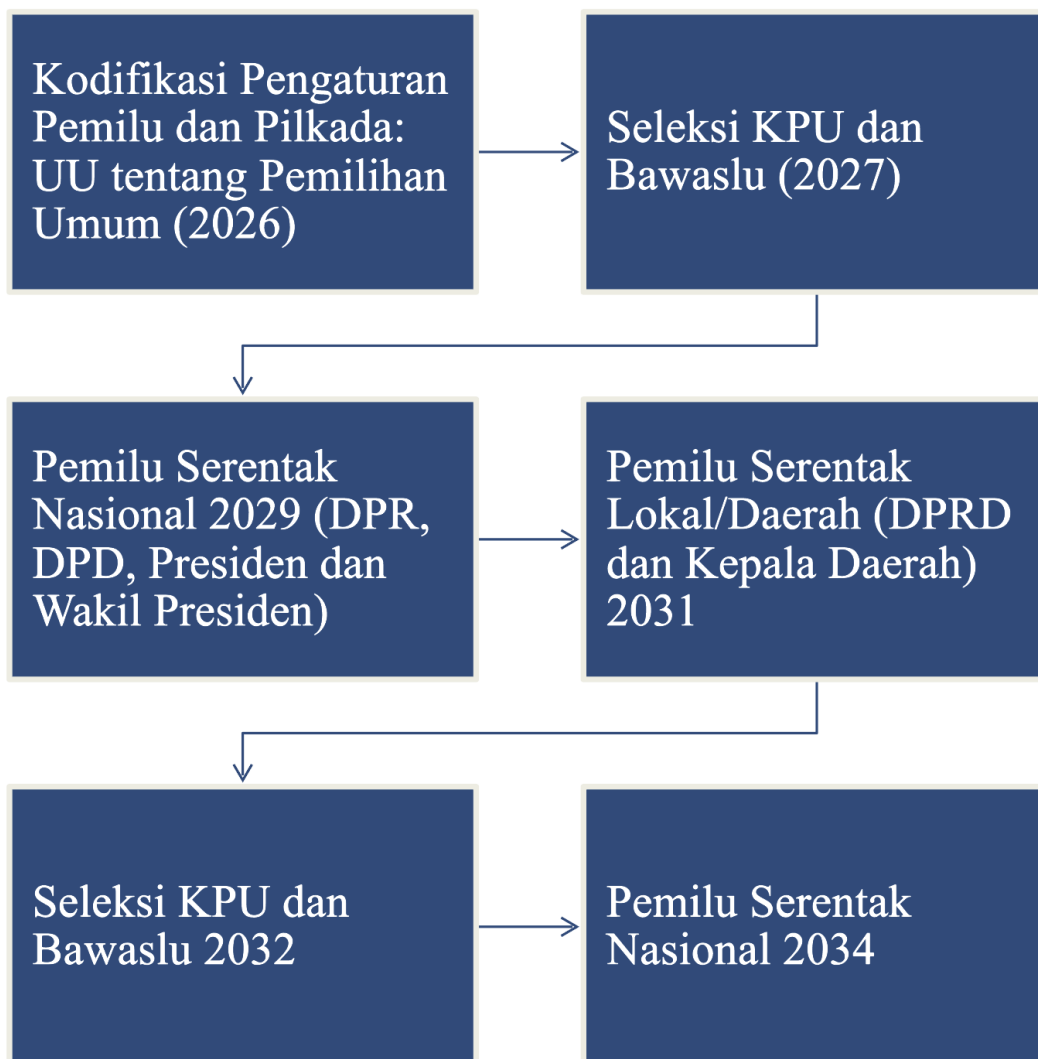 Kodifikasi Pengaturan
Pemilu dan Pilkada:
UU tentang Pemilihan
Umum (2026)
Seleksi KPU dan
Bawaslu (2027)
Pemilu Serentak
Nasional 2029 (DPR,
DPD, Presiden dan
Wakil Presiden)
Pemilu Serentak
Lokal/Daerah (DPRD
dan Kepala Daerah)
2031
Seleksi KPU dan
Bawaslu 2032
Pemilu Serentak
Nasional 2034